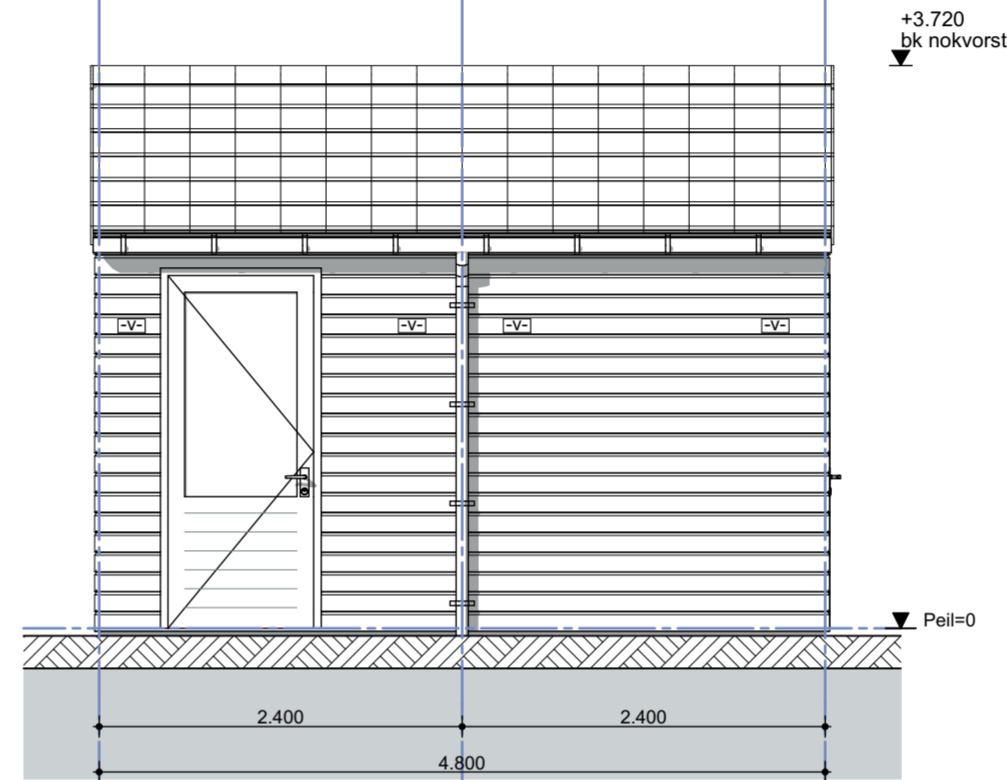 +3.720
bk nokvorst
-V- -V- -V- -V-
Peil=0
2.400 2.400
4.800